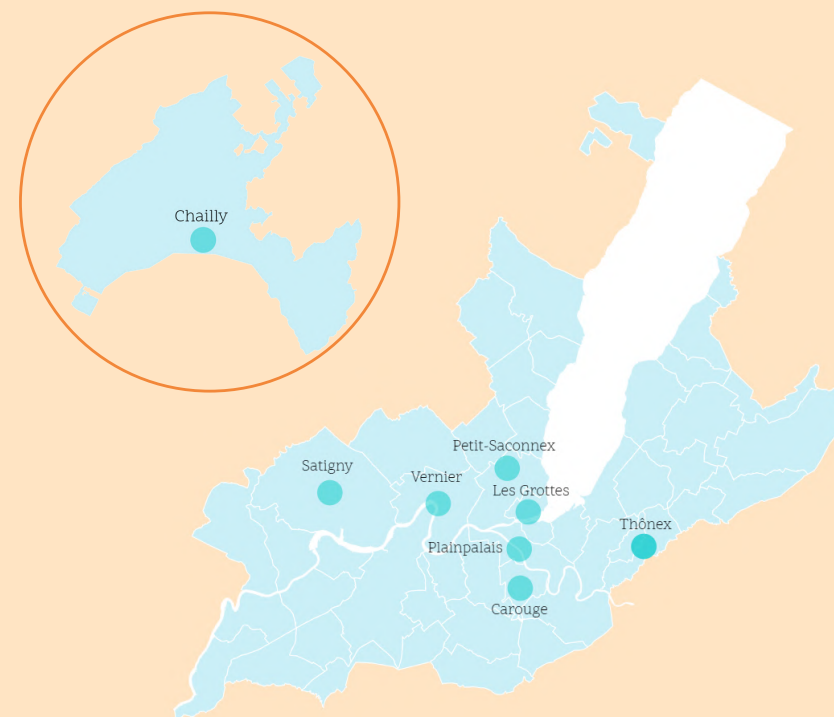 Chailly
Petit-Saconnex
Satigny
Vernier
Les Grottes
Thônex
Plainpalais
Carouge